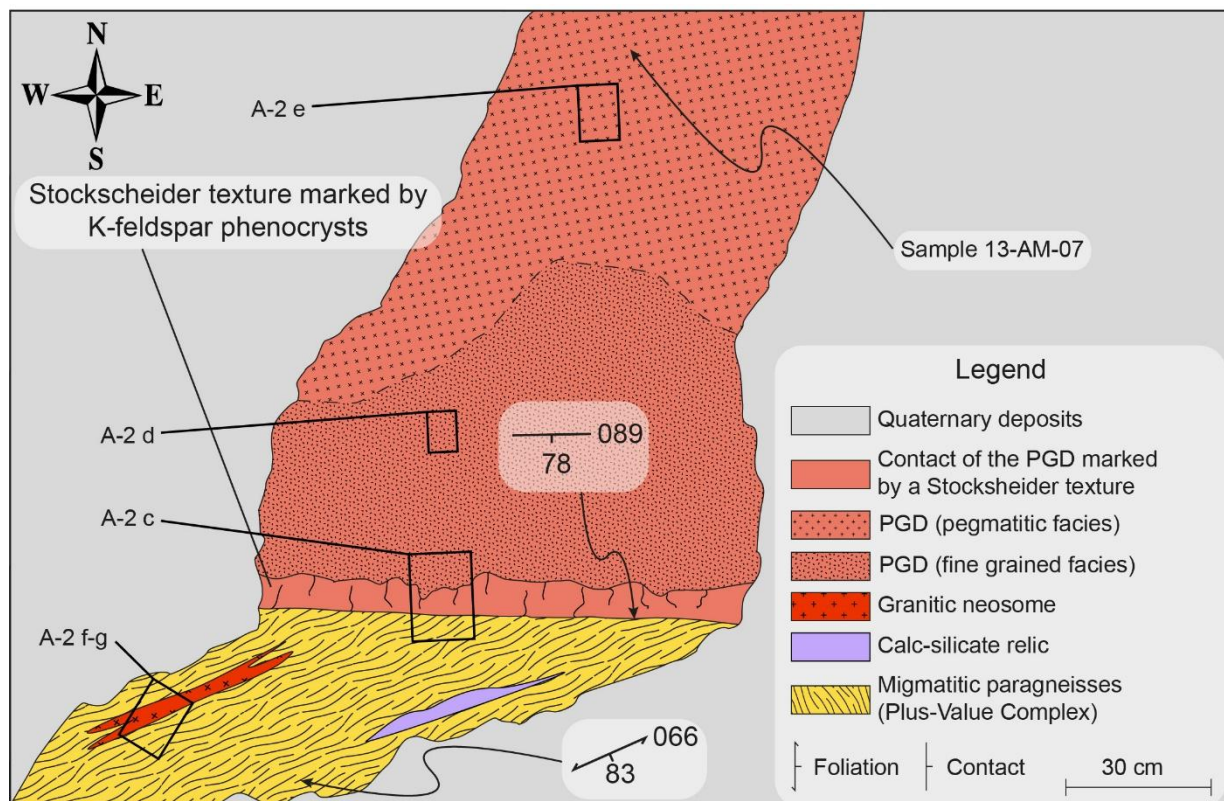 N
W E
S
A-2 e
Stockscheider texture marked by
K-feldspar phenocrysts
Sample 13-AM-07
A-2 d
089
78
A-2 c
A-2 f-g
066
83
Legend
Quaternary deposits
Contact of the PGD marked
by a Stocksheider texture
PGD (pegmatitic facies)
PGD (fine grained facies)
Granitic neosome
Calc-silicate relic
Migmatitic paragneisses
(Plus-Value Complex)
Foliation Contact 30 cm